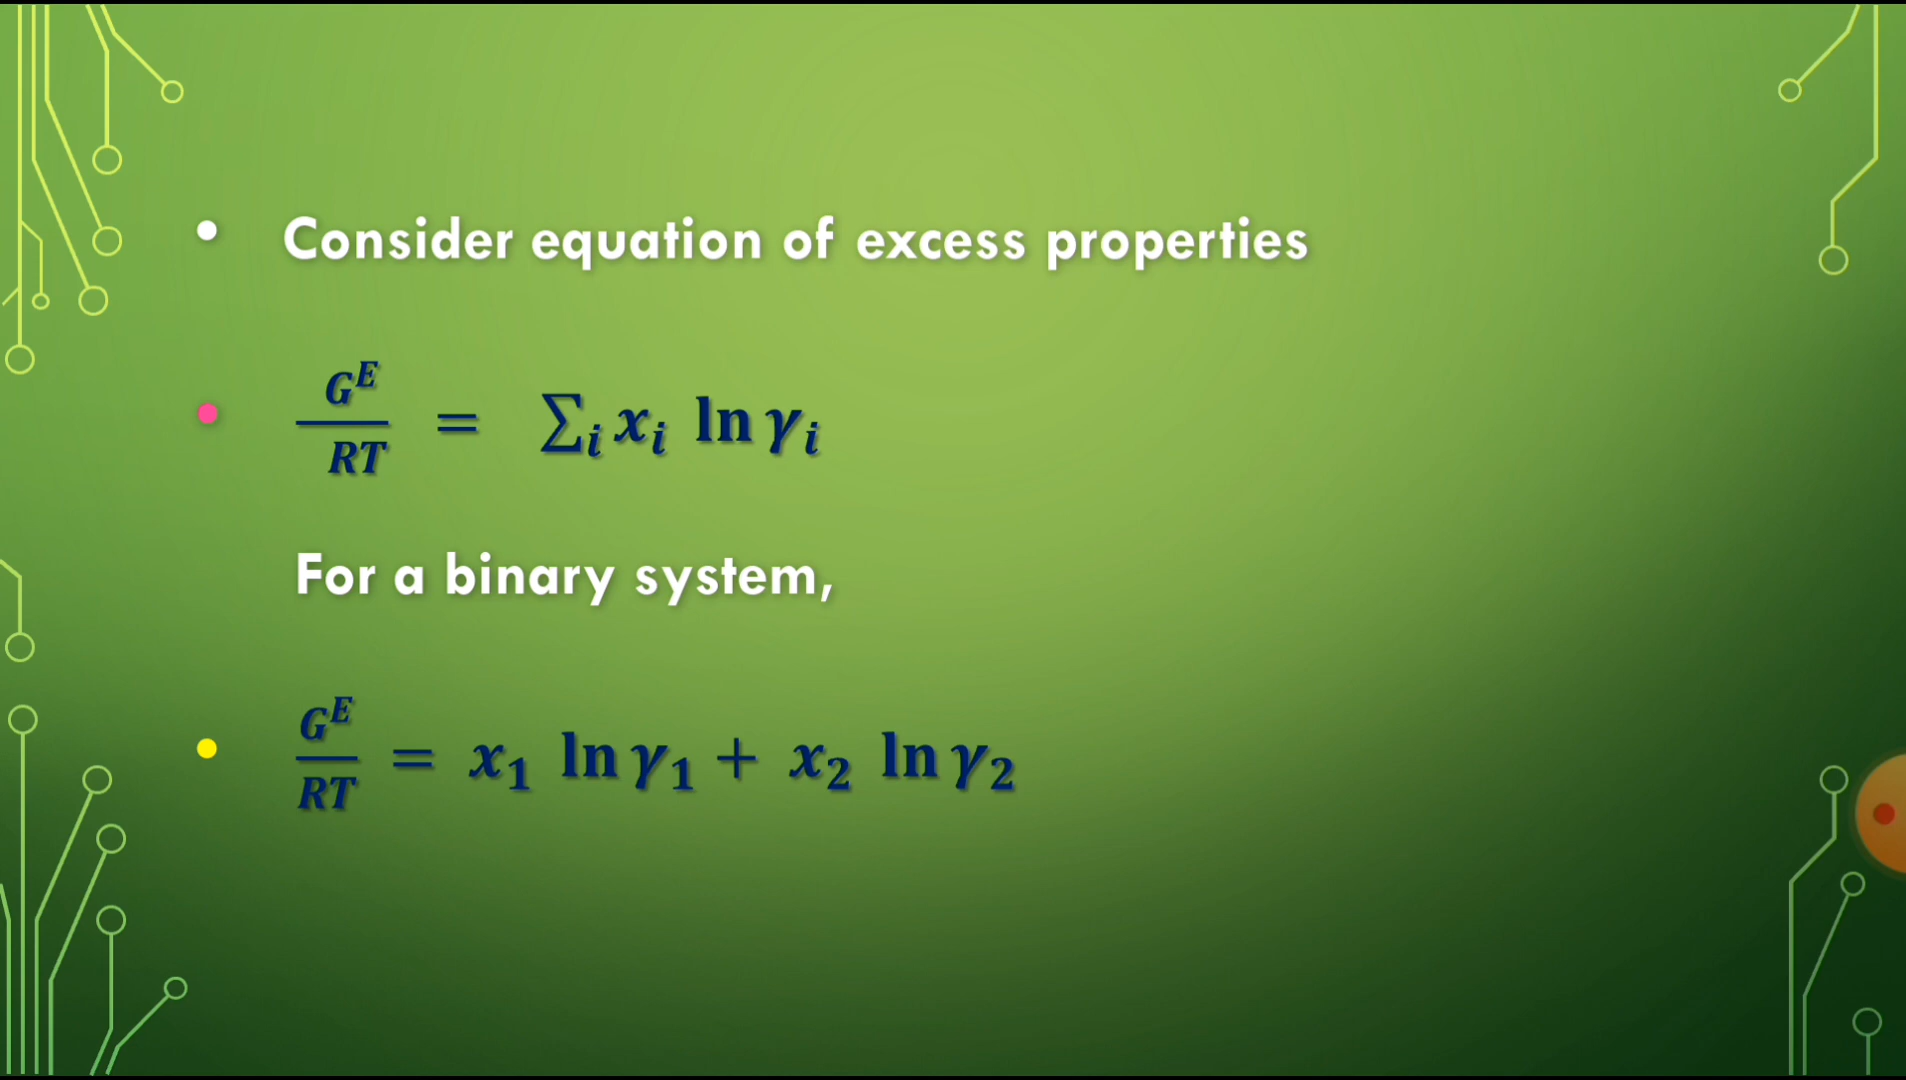 • Consider equation of excess properties
• G^E / RT = ∑_i x_i ln γ_i
For a binary system,
• G^E / RT = x_1 ln γ_1 + x_2 ln γ_2